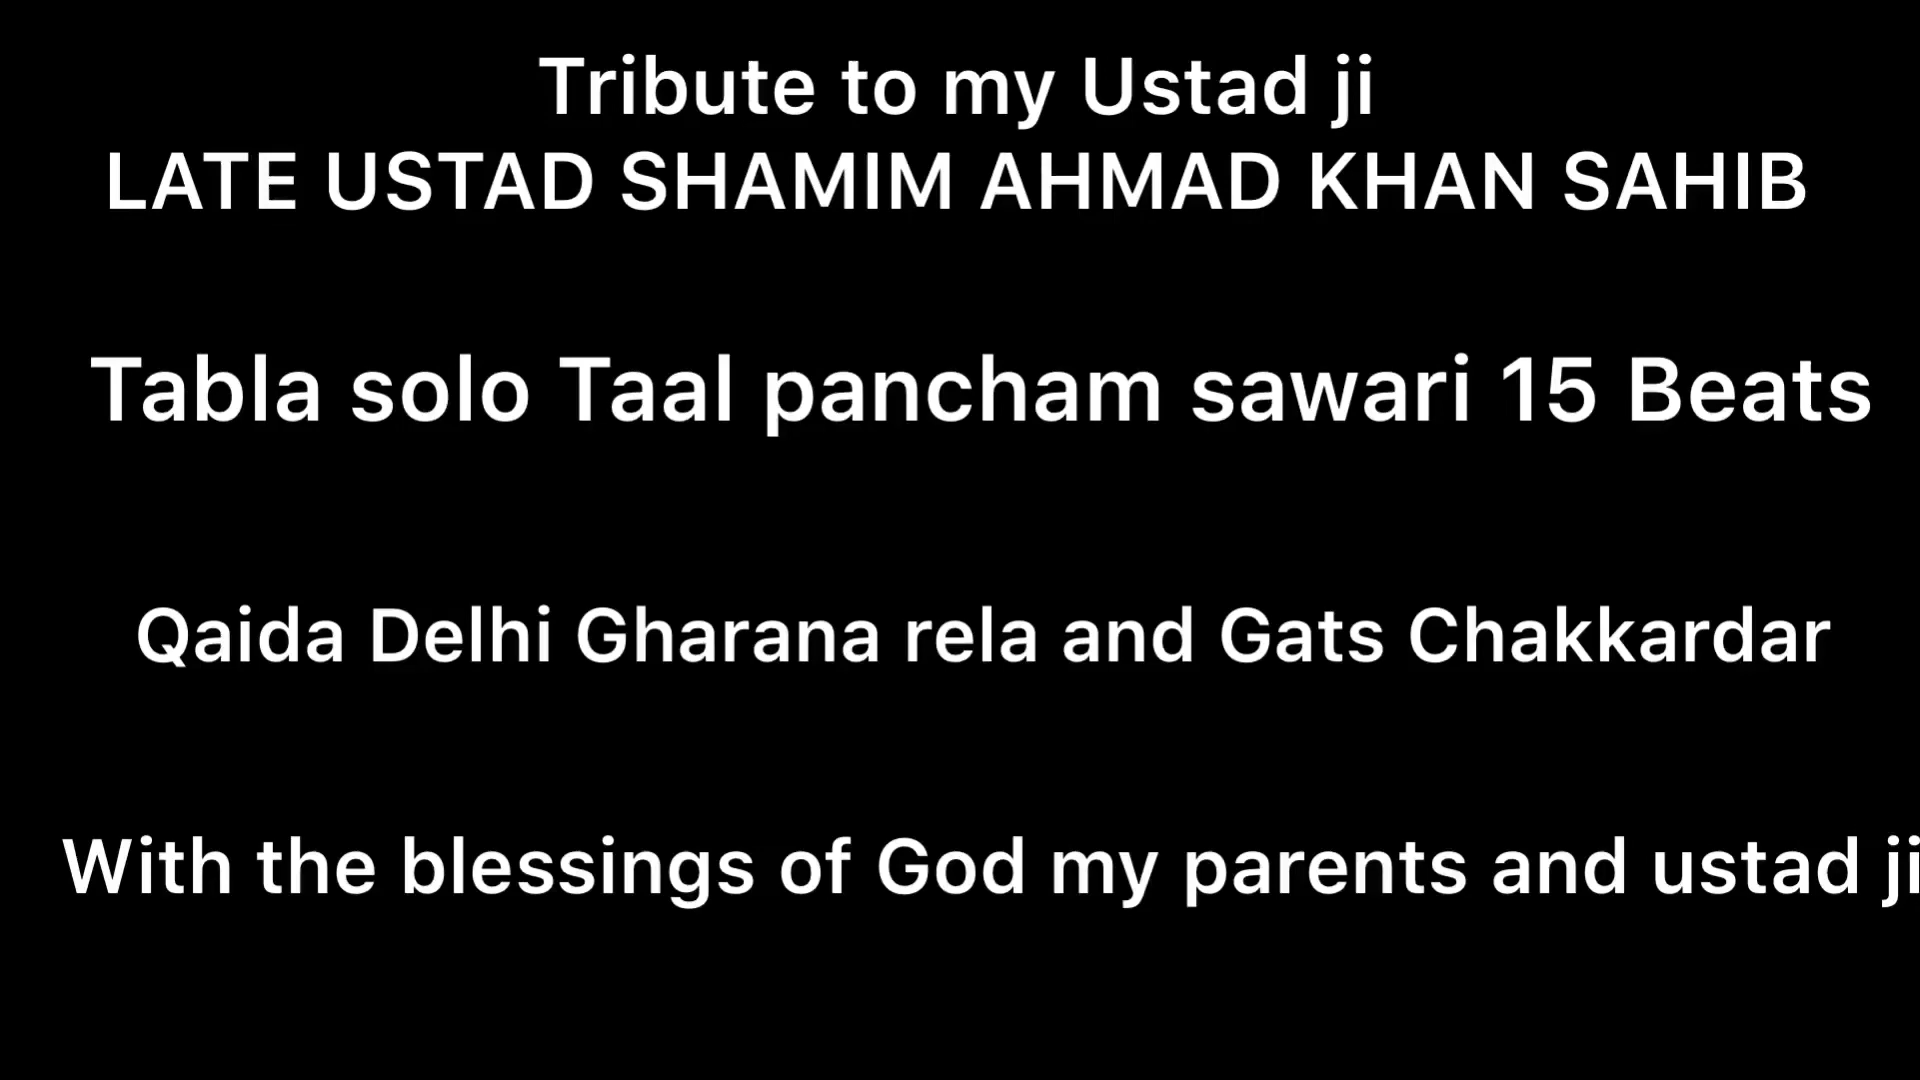 Tribute to my Ustad ji
LATE USTAD SHAMIM AHMAD KHAN SAHIB
Tabla solo Taal pancham sawari 15 Beats
Qaida Delhi Gharana rela and Gats Chakkardar
With the blessings of God my parents and ustad ji